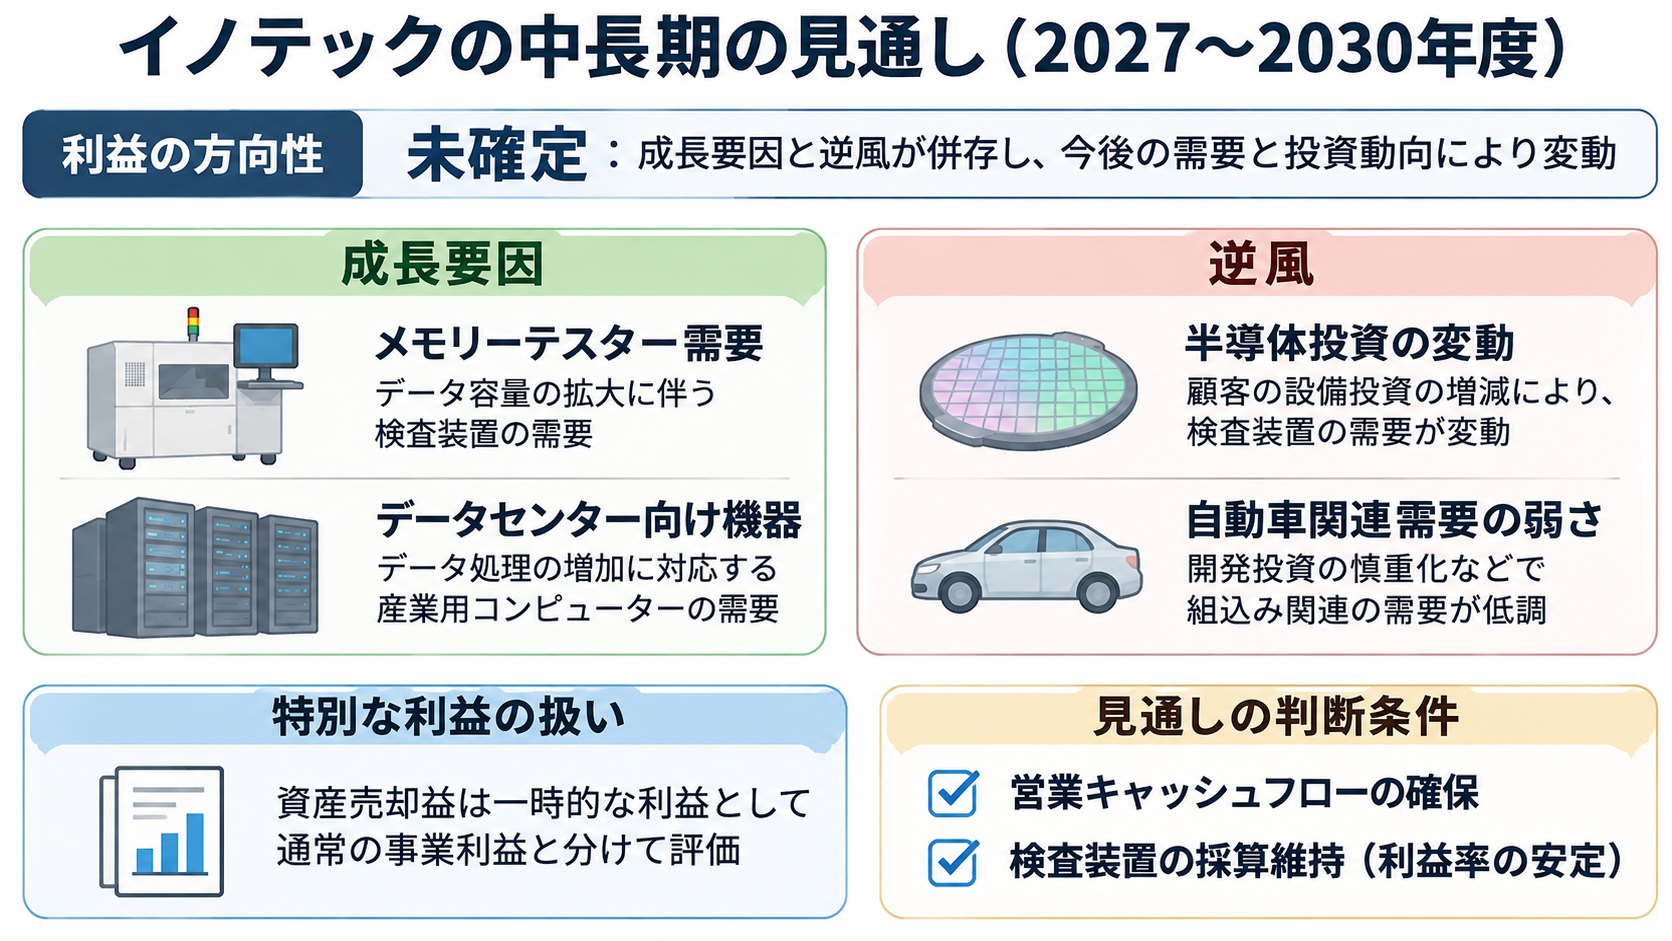 イノテックの中長期の見通し（2027〜2030年度）
利益の方向性
未確定：成長要因と逆風が併存し、今後の需要と投資動向により変動
成長要因
メモリーテスター需要
データ容量の拡大に伴う
検査装置の需要
データセンター向け機器
データ処理の増加に対応する
産業用コンピューターの需要
逆風
半導体投資の変動
顧客の設備投資の増減により、
検査装置の需要が変動
自動車関連需要の弱さ
開発投資の慎重化などで
組込み関連の需要が低調
特別な利益の扱い
資産売却益は一時的な利益として
通常の事業利益と分けて評価
見通しの判断条件
営業キャッシュフローの確保
検査装置の採算維持（利益率の安定）